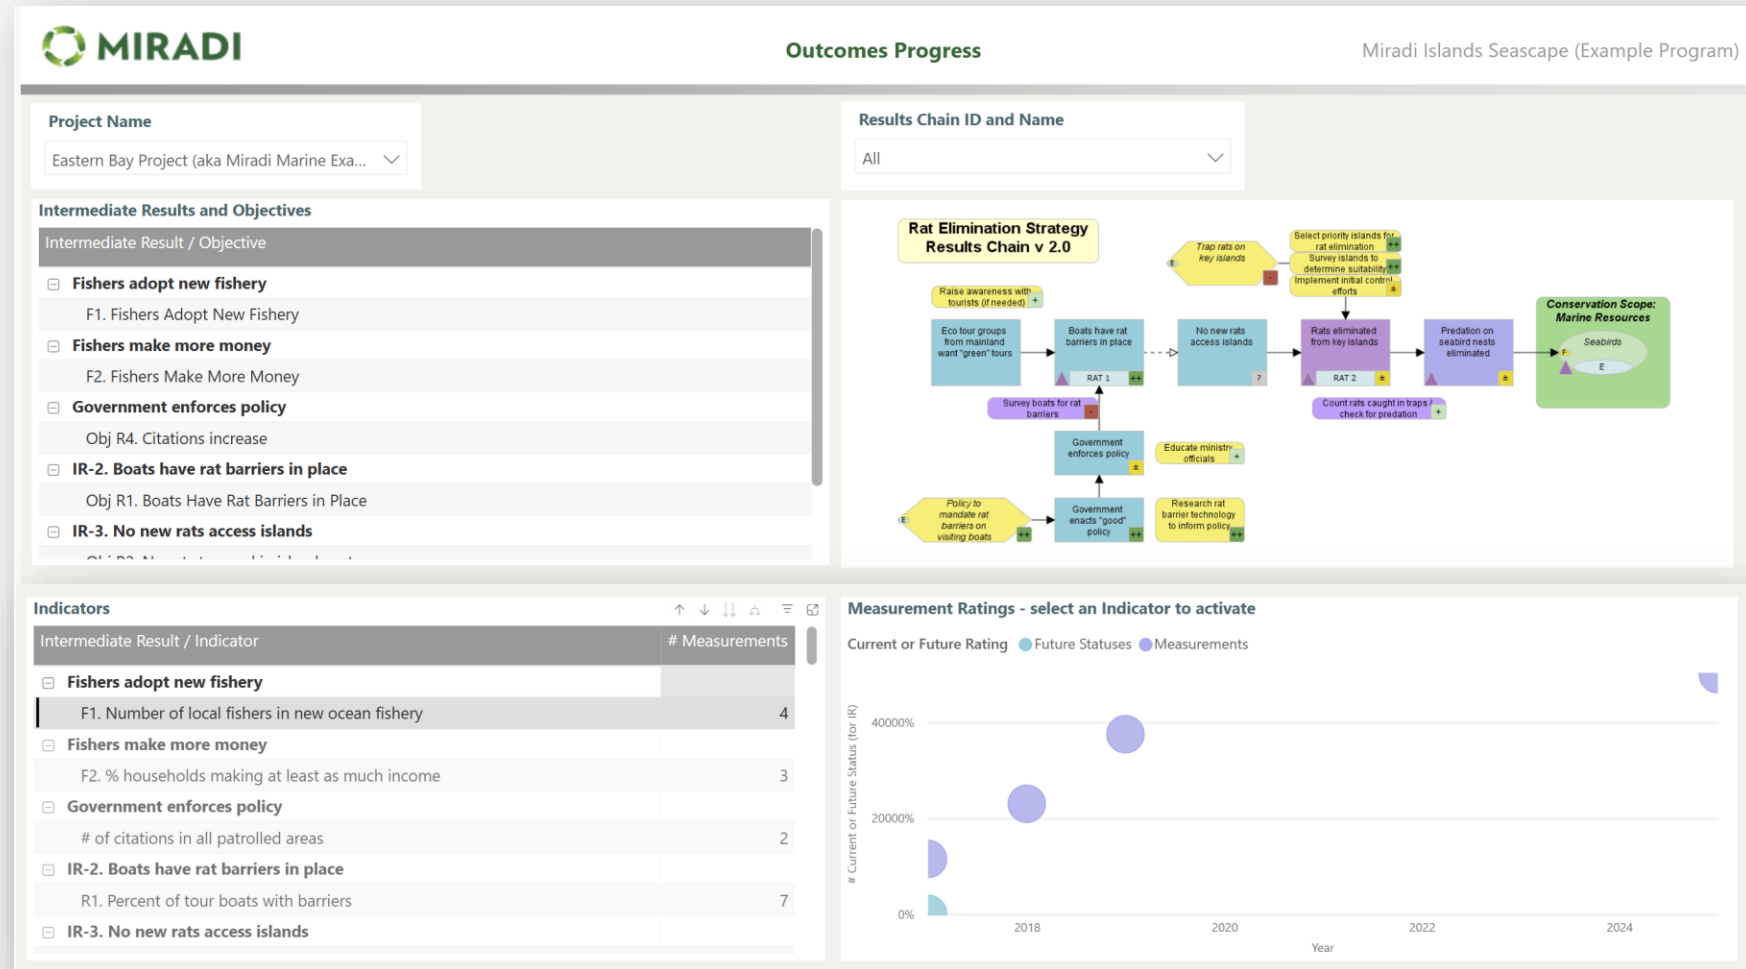 MIRADI
Outcomes Progress
Miradi Islands Seascape (Example Program)
Project Name
Eastern Bay Project (aka Miradi Marine Exa...
Results Chain ID and Name
All
Intermediate Results and Objectives
Intermediate Result / Objective
Fishers adopt new fishery
F1. Fishers Adopt New Fishery
Fishers make more money
F2. Fishers Make More Money
Government enforces policy
Obj R4. Citations increase
IR-2. Boats have rat barriers in place
Obj R1. Boats Have Rat Barriers in Place
IR-3. No new rats access islands
Rat Elimination Strategy
Results Chain v 2.0
Trap rats on
key islands
E
-
Select priority islands for
rat elimination
++
Survey islands to
determine suitability
++
Implement initial control
efforts
±
Raise awareness with
tourists (if needed)
+
Eco tour groups
from mainland
want "green" tours
Boats have rat
barriers in place
RAT 1
++
No new rats
access islands
?
Rats eliminated
from key islands
RAT 2
±
Predation on
seabird nests
eliminated
±
Conservation Scope:
Marine Resources
Seabirds
F
E
Survey boats for rat
barriers
-
Count rats caught in traps /
check for predation
+
Government
enforces policy
±
Educate ministry
officials
+
Policy to
mandate rat
barriers on
visiting boats
E
++
Government
enacts "good"
policy
++
Research rat
barrier technology
to inform policy
++
Indicators
Intermediate Result / Indicator
# Measurements
Fishers adopt new fishery
F1. Number of local fishers in new ocean fishery 4
Fishers make more money
F2. % households making at least as much income 3
Government enforces policy
# of citations in all patrolled areas 2
IR-2. Boats have rat barriers in place
R1. Percent of tour boats with barriers 7
IR-3. No new rats access islands
Measurement Ratings - select an Indicator to activate
Current or Future Rating Future Statuses Measurements
# Current or Future Status (for IR)
40000%
20000%
0%
2018 2020 2022 2024
Year